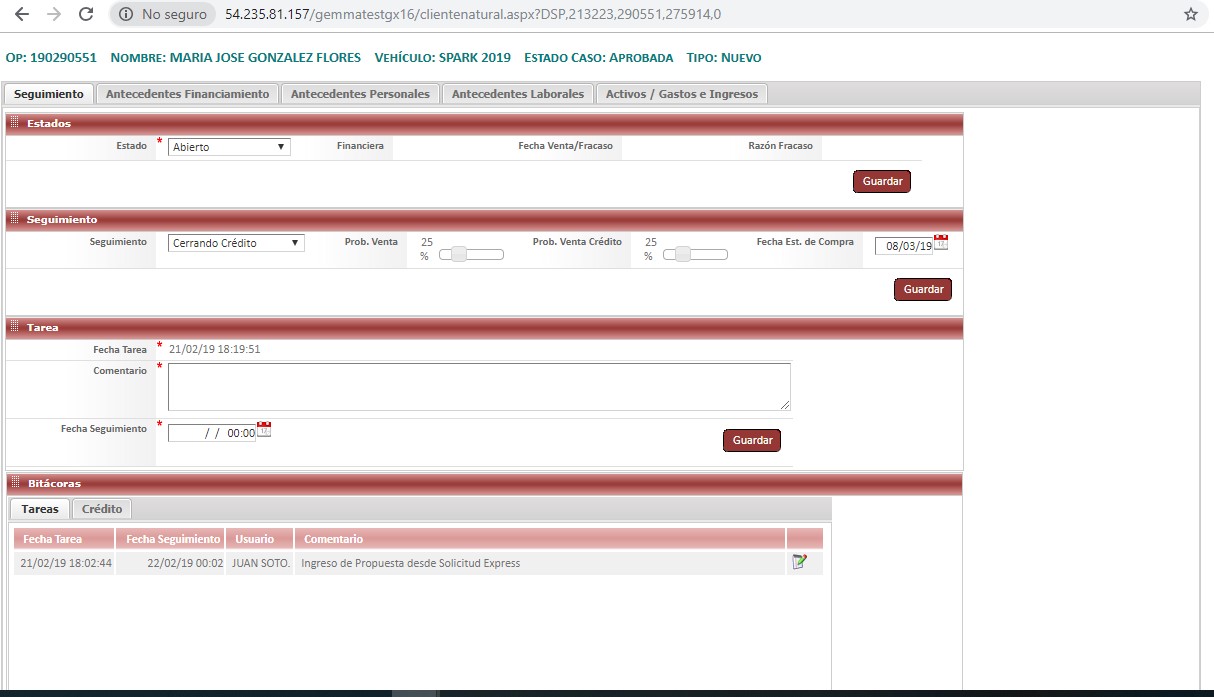 No seguro 54.235.81.157/gemmatestgx16/clientenatural.aspx?DSP,213223,290551,275914,0
OP: 190290551 NOMBRE: MARIA JOSE GONZALEZ FLORES VEHÍCULO: SPARK 2019 ESTADO CASO: APROBADA TIPO: NUEVO
Seguimiento Antecedentes Financiamiento Antecedentes Personales Antecedentes Laborales Activos / Gastos e Ingresos
Estados
Estado * Abierto Financiera Fecha Venta/Fracaso Razón Fracaso
Guardar
Seguimiento
Seguimiento Cerrando Crédito Prob. Venta 25 % Prob. Venta Crédito 25 % Fecha Est. de Compra 08/03/19
Guardar
Tarea
Fecha Tarea * 21/02/19 18:19:51
Comentario *
Fecha Seguimiento * / / 00:00
Guardar
Bitácoras
Tareas Crédito
Fecha Tarea Fecha Seguimiento Usuario Comentario
21/02/19 18:02:44 22/02/19 00:02 JUAN SOTO. Ingreso de Propuesta desde Solicitud Express